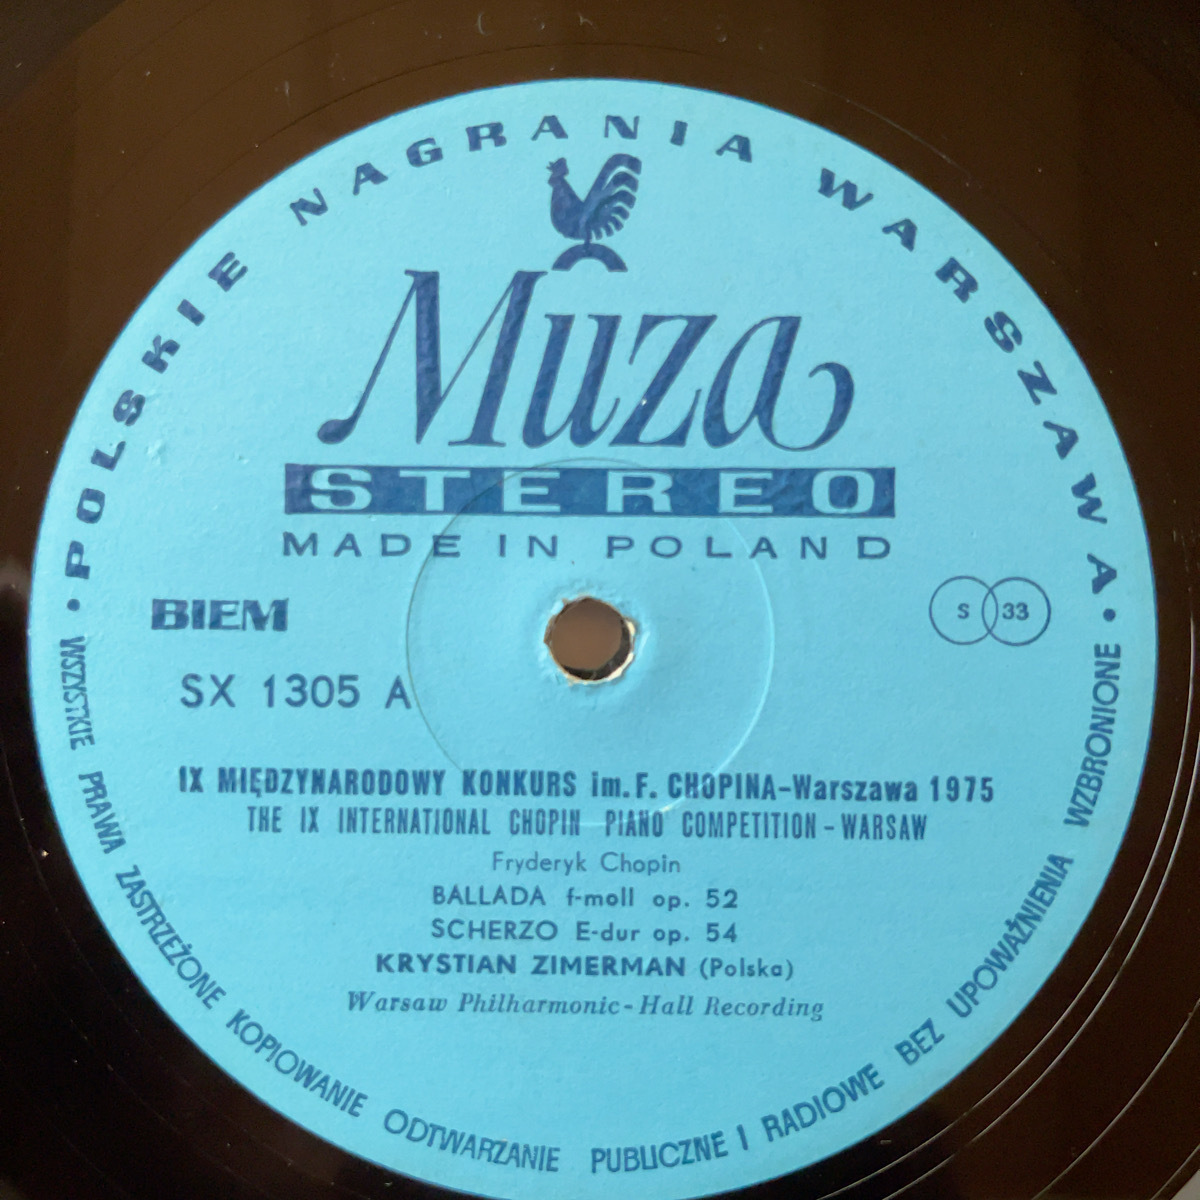 • POLSKIE NAGRANIA WARSZAWA •
Muza
STEREO
MADE IN POLAND
BIEM
S 33
SX 1305 A
IX MIĘDZYNARODOWY KONKURS im. F. CHOPINA-Warszawa 1975
THE IX INTERNATIONAL CHOPIN PIANO COMPETITION - WARSAW
Fryderyk Chopin
BALLADA f-moll op. 52
SCHERZO E-dur op. 54
KRYSTIAN ZIMERMAN (Polska)
Warsaw Philharmonic - Hall Recording
WSZYSTKIE PRAWA ZASTRZEŻONE KOPIOWANIE ODTWARZANIE PUBLICZNE I RADIOWE BEZ UPOWAŻNIENIA WZBRONIONE